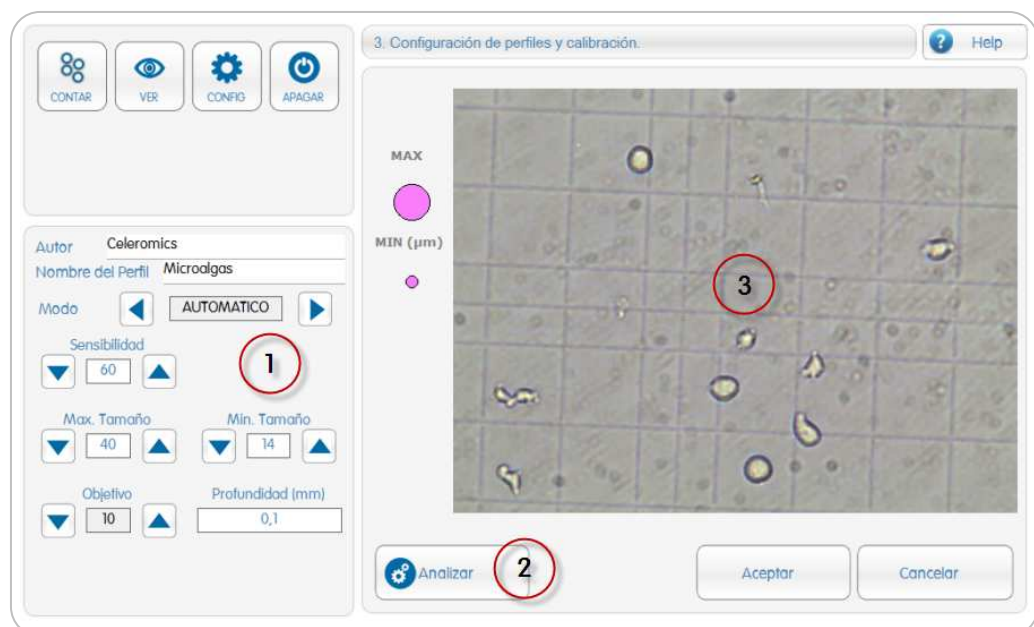 CONTAR VER CONFIG APAGAR
3. Configuración de perfiles y calibración.
? Help
Autor Celeromics
Nombre del Perfil Microalgas
Modo AUTOMATICO
Sensibilidad
60
1
Max. Tamaño Min. Tamaño
40 14
Objetivo Profundidad (mm)
10 0,1
MAX
MIN (µm)
3
Analizar 2 Aceptar Cancelar